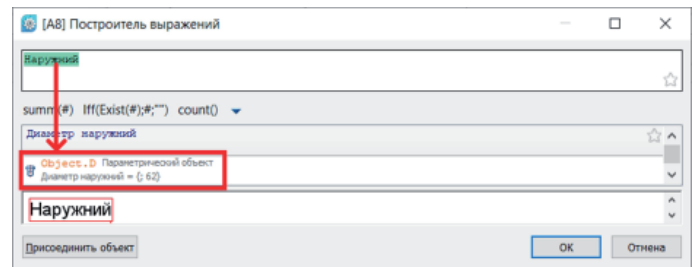 [A8] Построитель выражений
Наружний
summ(#) Iff(Exist(#);#;"") count()
Диаметр наружний
Object.D Параметрический объект
Диаметр наружний = {; 62}
Наружний
Присоединить объект
OK
Отмена